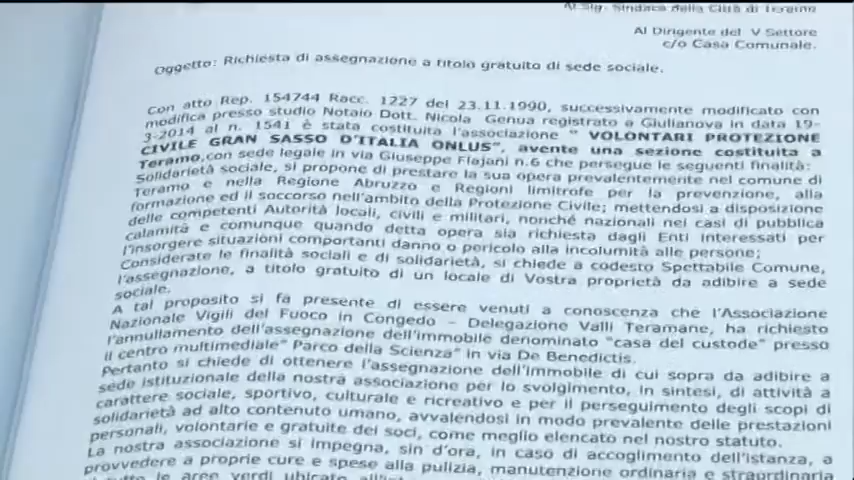 Al Sig. Sindaco della Città di Teramo
Al Dirigente del V Settore
c/o Casa Comunale.
Oggetto: Richiesta di assegnazione a titolo gratuito di sede sociale.
Con atto Rep. 154744 Racc. 1227 del 23.11.1990, successivamente modificato con
modifica presso studio Notaio Dott. Nicola Genua registrato a Giulianova in data 19-
3-2014 al n. 1541 è stata costituita l'associazione " VOLONTARI PROTEZIONE
CIVILE GRAN SASSO D'ITALIA ONLUS", avente una sezione costituita a
Teramo,con sede legale in via Giuseppe Flajani n.6 che persegue le seguenti finalità:
Solidarietà sociale, si propone di prestare la sua opera prevalentemente nel comune di
Teramo e nella Regione Abruzzo e Regioni limitrofe per la prevenzione, alla
formazione ed il soccorso nell'ambito della Protezione Civile; mettendosi a disposizione
delle competenti Autorità locali, civili e militari, nonché nazionali nei casi di pubblica
calamità e comunque quando detta opera sia richiesta dagli Enti interessati per
l'insorgere situazioni comportanti danno o pericolo alla incolumità alle persone;
Considerate le finalità sociali e di solidarietà, si chiede a codesto Spettabile Comune,
l'assegnazione, a titolo gratuito di un locale di Vostra proprietà da adibire a sede
sociale.
A tal proposito si fa presente di essere venuti a conoscenza che l'Associazione
Nazionale Vigili del Fuoco in Congedo – Delegazione Valli Teramane, ha richiesto
l'annullamento dell'assegnazione dell'immobile denominato "casa del custode" presso
il centro multimediale" Parco della Scienza" in via De Benedictis.
Pertanto si chiede di ottenere l'assegnazione dell'immobile di cui sopra da adibire a
sede istituzionale della nostra associazione per lo svolgimento, in sintesi, di attività a
carattere sociale, sportivo, culturale e ricreativo e per il perseguimento degli scopi di
solidarietà ad alto contenuto umano, avvalendosi in modo prevalente delle prestazioni
personali, volontarie e gratuite dei soci, come meglio elencato nel nostro statuto.
La nostra associazione si impegna, sin d'ora, in caso di accoglimento dell'istanza, a
provvedere a proprie cure e spese alla pulizia, manutenzione ordinaria e straordinaria
le aree verdi ubicato